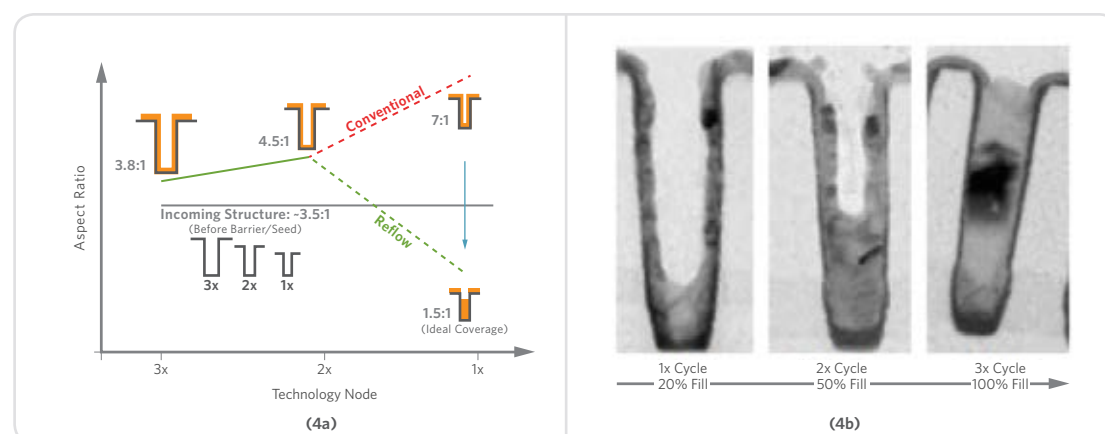 Conventional
7:1
4.5:1
3.8:1
Aspect Ratio
Incoming Structure: ~3.5:1
(Before Barrier/Seed)
Reflow
3x
2x
1x
1.5:1
(Ideal Coverage)
3x
2x
1x
Technology Node
(4a)
1x Cycle
20% Fill
2x Cycle
50% Fill
3x Cycle
100% Fill
(4b)